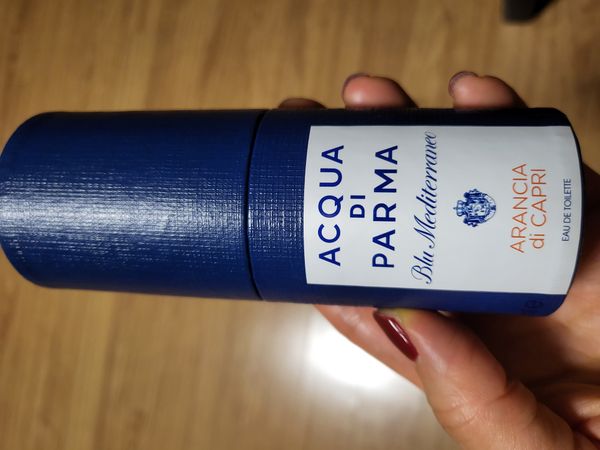 ACQUA
DI
PARMA
Blu Mediterraneo
ARANCIA
di CAPRI
EAU DE TOILETTE